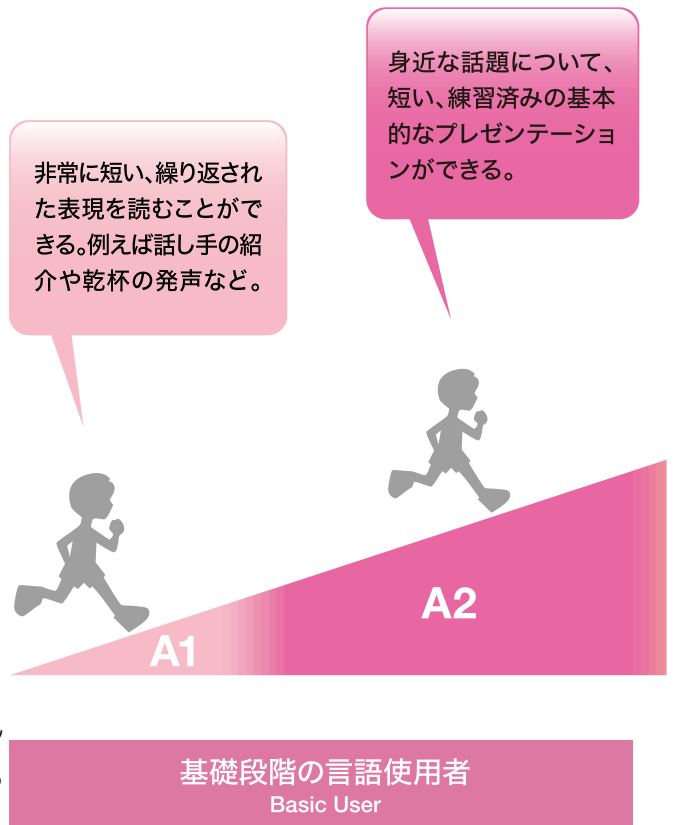 身近な話題について、
短い、練習済みの基本
的なプレゼンテーショ
ンができる。
非常に短い、繰り返され
た表現を読むことがで
きる。例えば話し手の紹
介や乾杯の発声など。
A2
A1
基礎段階の言語使用者
Basic User